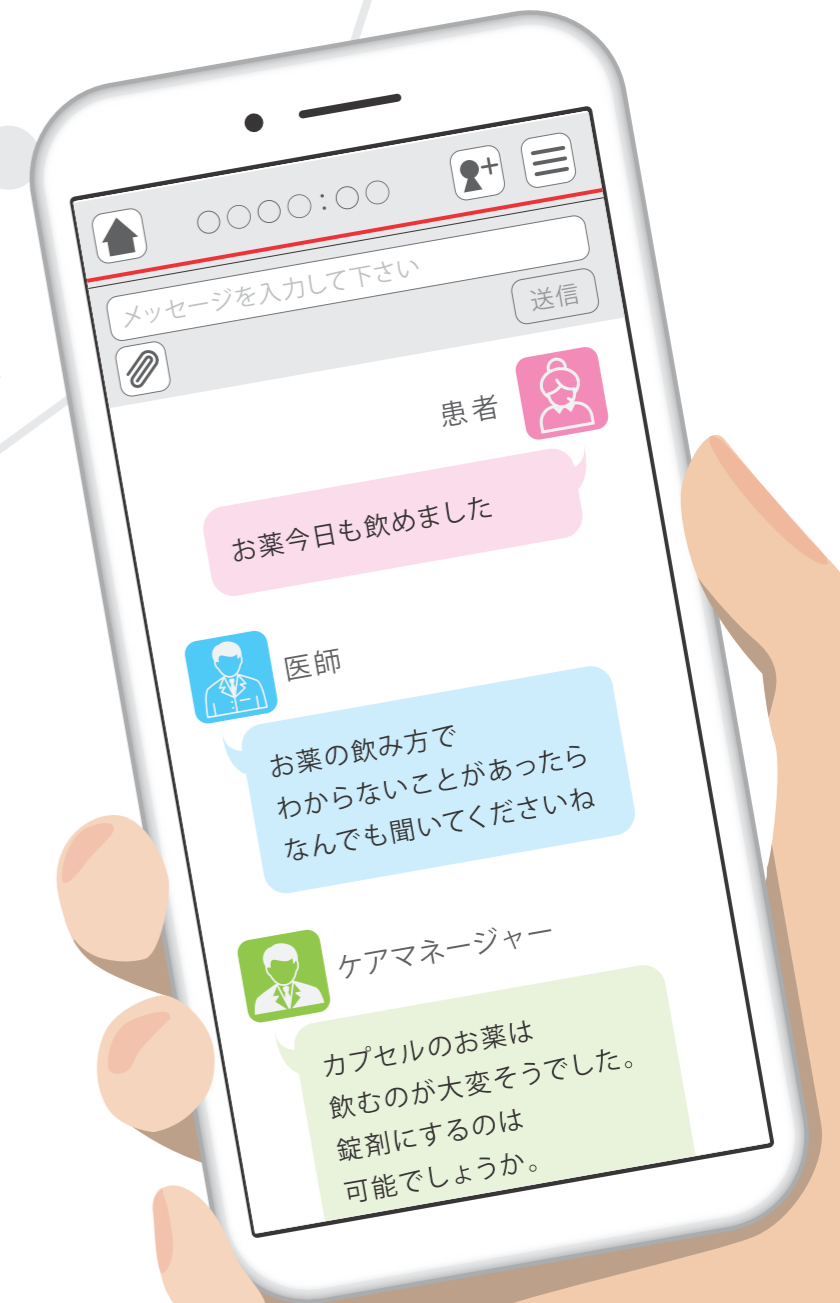 ○○○○:○○
メッセージを入力して下さい
送信
患者
お薬今日も飲めました
医師
お薬の飲み方で
わからないことがあったら
なんでも聞いてくださいね
ケアマネージャー
カプセルのお薬は
飲むのが大変そうでした。
錠剤にするのは
可能でしょうか。